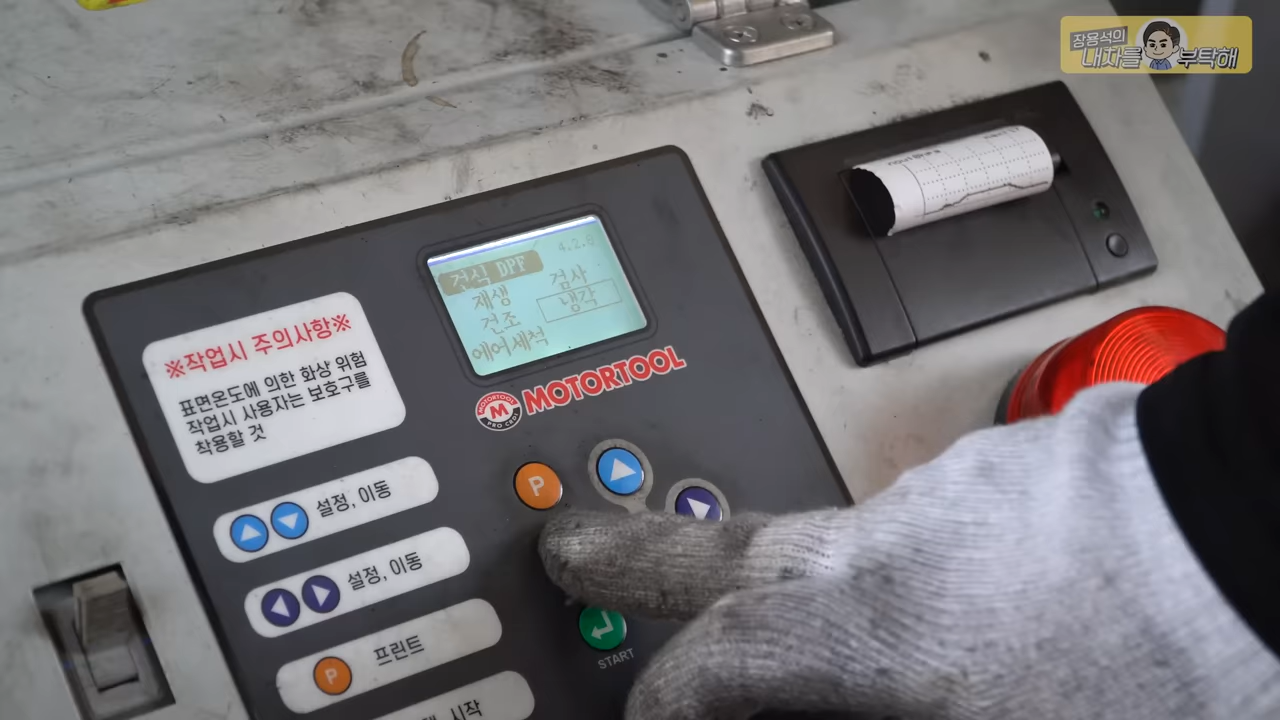 장용석의
내차를 부탁해
4.2.8
건식 DPF
재생
검사
건조
냉각
에어세척
MOTORTOOL
MOTORTOOL
M
PRO CRDI
※작업시 주의사항※
표면온도에 의한 화상 위험
작업시 사용자는 보호구를
착용할 것
설정, 이동
설정, 이동
P
프린트
시작
P
START